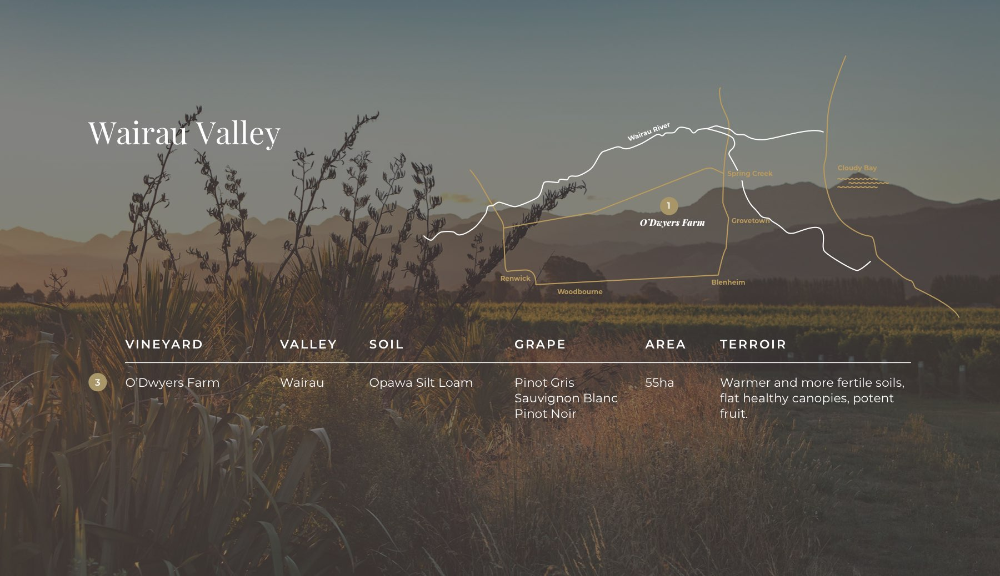 Wairau Valley
Wairau River
Cloudy Bay
Spring Creek
1
O’Dwyers Farm
Grovetown
Renwick
Woodbourne
Blenheim
VINEYARD VALLEY SOIL GRAPE AREA TERROIR
3 O’Dwyers Farm Wairau Opawa Silt Loam Pinot Gris 55ha Warmer and more fertile soils,
Sauvignon Blanc flat healthy canopies, potent
Pinot Noir fruit.